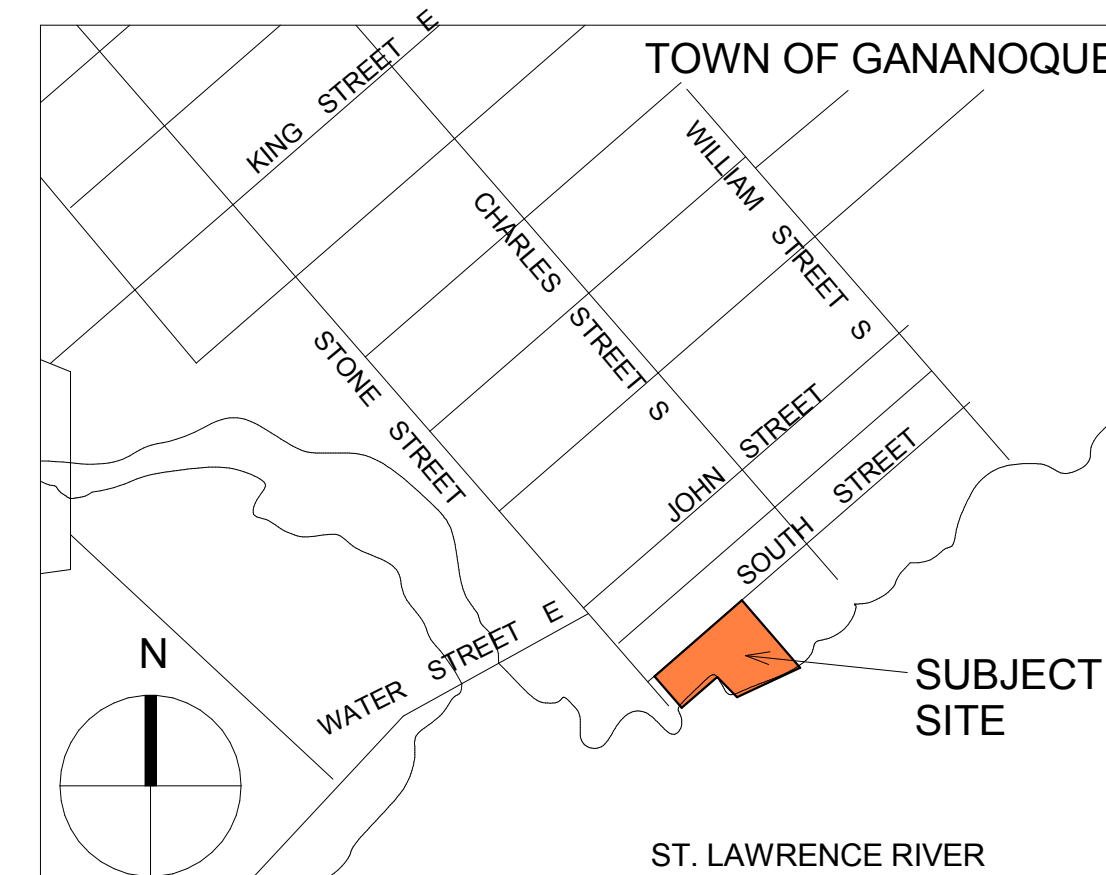 TOWN OF GANANOQUE
KING STREET E
WILLIAM STREET S
CHARLES STREET S
STONE STREET
JOHN STREET
SOUTH STREET
WATER STREET E
N
SUBJECT
SITE
ST. LAWRENCE RIVER